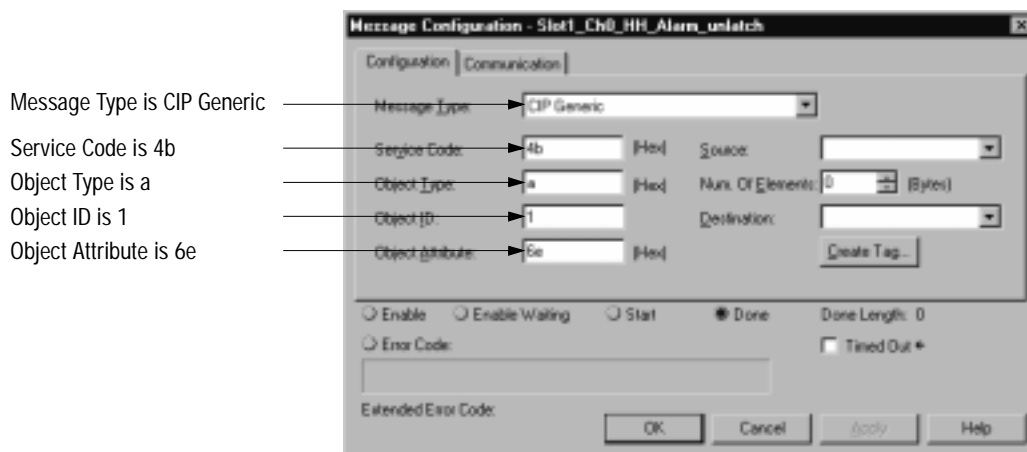 Message Configuration - Slot1_Ch0_HH_Alarm_unlatch
Configuration Communication
Message Type is CIP Generic
Message Type: CIP Generic
Service Code is 4b
Service Code: 4b (Hex) Source:
Object Type is a
Object Type: a (Hex) Num. Of Elements: 0 (Bytes)
Object ID is 1
Object ID: 1 Destination:
Object Attribute is 6e
Object Attribute: 6e (Hex) Create Tag...
Enable Enable Waiting Start Done Done Length: 0
Error Code: Timed Out
Extended Error Code:
OK Cancel Apply Help